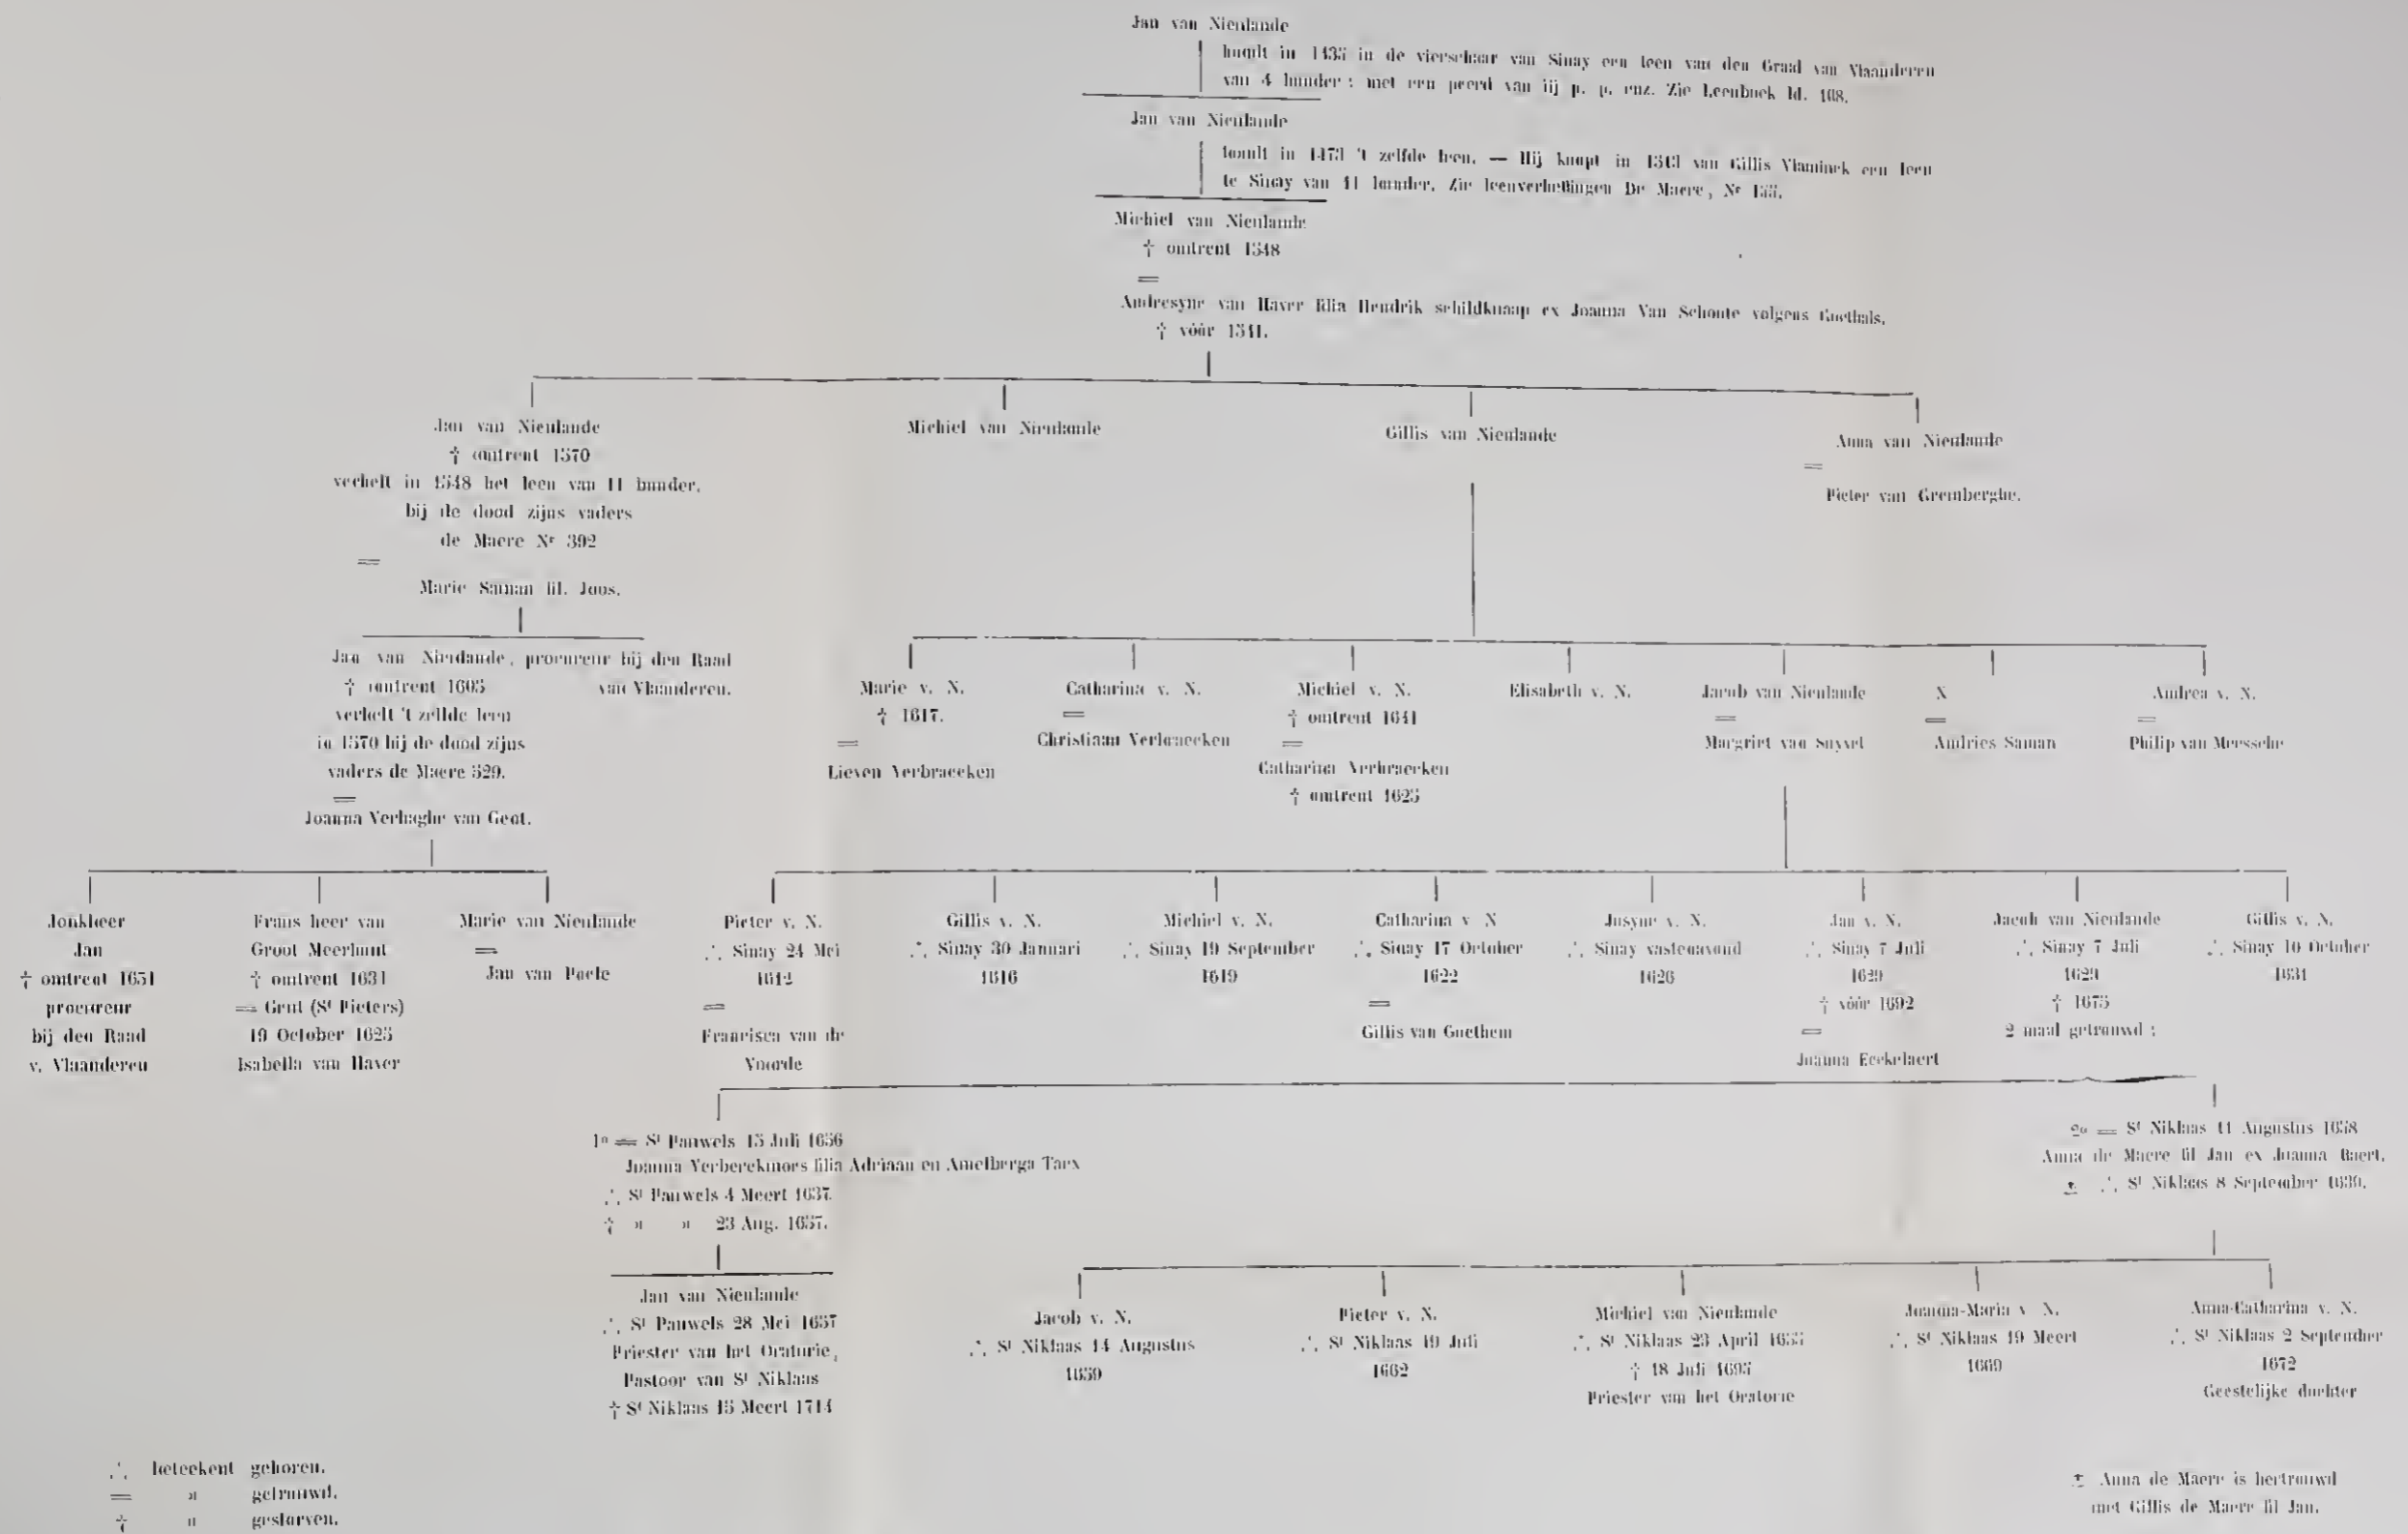 Jan van Nieulande
houdt in 1435 in de vierschaar van Sinay een leen van den Graaf van Vlaanderen
van 4 bunder : met een peerd van iij p. p. enz. Zie Leenboek
Jan van Nieulande
houdt in 1473 't zelfde leen. — Hij koopt in van Gillis Vlaminck een leen
te Sinay van 11 bunder. Zie leenverheffingen De Maere, Nr
Michiel van Nieulande
† omtrent 1548
=
Andresyne van Haver filia Hendrik schildknaap ex Joanna Van Schoute volgens Goethals.
† vóór 1541.
Jan van Nieulande
† omtrent 1570
verhelt in 1548 het leen van 11 bunder.
bij de dood zijns vaders
de Maere Nr 392
=
Marie Saman fil. Joos.
Michiel van Nieulande
Gillis van Nieulande
Anna van Nieulande
=
Pieter van Gremberghe.
Jan van Nieulande, procureur bij den Raad
van Vlaanderen.
† omtrent 1605
verhelt 't zelfde leen
in 1570 bij de dood zijns
vaders de Maere 529.
=
Joanna Verhaghe van Gent.
Marie v. N.
† 1617.
=
Lieven Verbraecken
Catharina v. N.
=
Christiaan Verbraecken
Michiel v. N.
† omtrent 1641
=
Catharina Verbraecken
† omtrent 1625
Elisabeth v. N.
Jacob van Nieulande
=
Margriet van
X
=
Andries Saman
Andrea v. N.
=
Philip van Meersche
Jonkheer
Jan
† omtrent 1651
procureur
bij den Raad
v. Vlaanderen
Frans heer van
Groot Meerhout
† omtrent 1631
= Gent (St Pieters)
19 October 1625
Isabella van Haver
Marie van Nieulande
=
Jan van Poele
Pieter v. N.
∴ Sinay 24 Mei
1612
=
Francisca van de
Voorde
Gillis v. N.
∴ Sinay 30 Januari
1616
Michiel v. N.
∴ Sinay 19 September
1619
Catharina v. N
∴ Sinay 17 October
1622
=
Gillis van Goethem
Josyne v. N.
∴ Sinay vastenavond
1626
Jan v. N.
∴ Sinay 7 Juli
1629
† vóór 1692
=
Joanna Eeckelaert
Jacob van Nieulande
∴ Sinay 7 Juli
1629
† 1675
2 maal getrouwd :
Gillis v. N.
∴ Sinay 10 October
1631
1o = St Pauwels 15 Juli 1656
Joanna Verberckmoes filia Adriaan en Amelberga Tacx
∴ St Pauwels 4 Meert 1637.
† » » 23 Aug. 1657.
2o = St Niklaas 11 Augustus 1658
Anna de Maere fil Jan ex Joanna Baert.
‡ ∴ St Niklaas 8 September 1639.
Jan van Nieulande
∴ St Pauwels 28 Mei 1657
Priester van het Oratorie,
Pastoor van St Niklaas
† St Niklaas 15 Meert 1714
Jacob v. N.
∴ St Niklaas 14 Augustus
1659
Pieter v. N.
∴ St Niklaas 19 Juli
1662
Michiel van Nieulande
∴ St Niklaas 23 April
† 18 Juli 1695
Priester van het Oratorie
Joanna-Maria v. N.
∴ St Niklaas 19 Meert
1669
Anna-Catharina v. N.
∴ St Niklaas 2 September
1672
Geestelijke dochter
∴ beteekent geboren.
= » getrouwd.
† » gestorven.
‡ Anna de Maere is hertrouwd
met Gillis de Maere fil Jan.